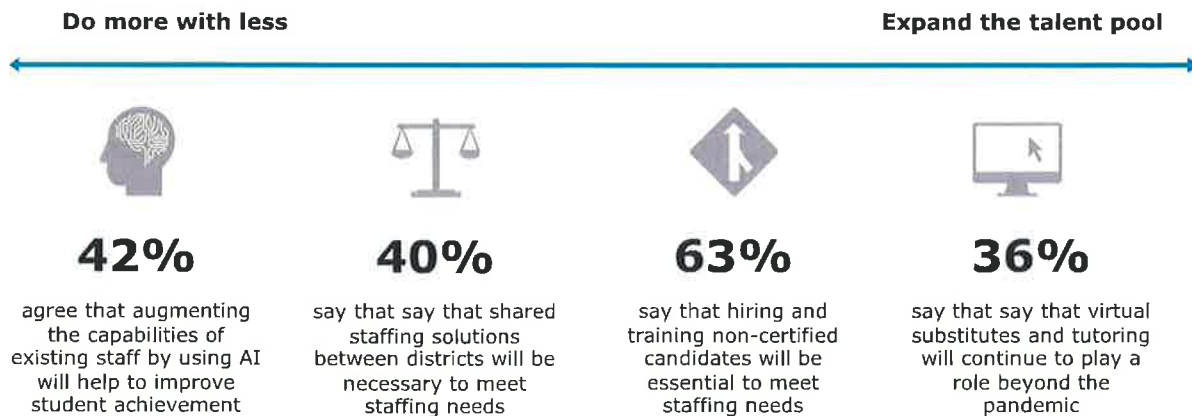 Do more with less
Expand the talent pool
42%
agree that augmenting
the capabilities of
existing staff by using AI
will help to improve
student achievement
40%
say that say that shared
staffing solutions
between districts will be
necessary to meet
staffing needs
63%
say that hiring and
training non-certified
candidates will be
essential to meet
staffing needs
36%
say that say that virtual
substitutes and tutoring
will continue to play a
role beyond the
pandemic